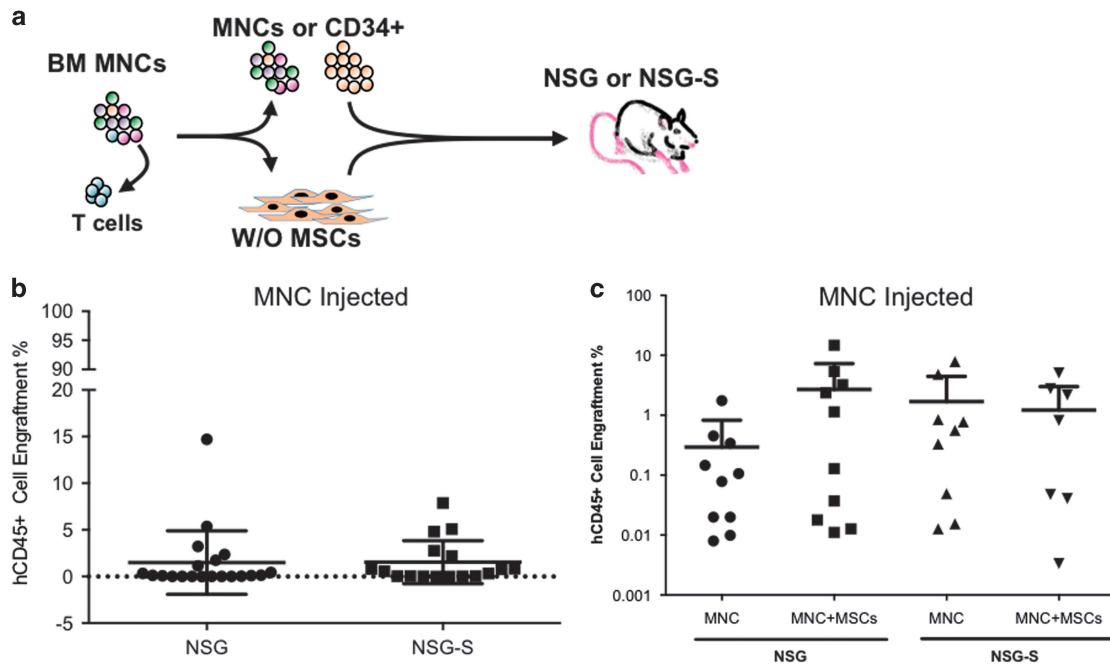 a
MNCs or CD34+
BM MNCs
NSG or NSG-S
T cells
W/O MSCs
b
MNC Injected
hCD45+ Cell Engraftment %
100
95
90
20
15
10
5
0
-5
NSG
NSG-S
c
MNC Injected
hCD45+ Cell Engraftment %
100
10
1
0.1
0.01
0.001
MNC
MNC+MSCs
MNC
MNC+MSCs
NSG
NSG-S